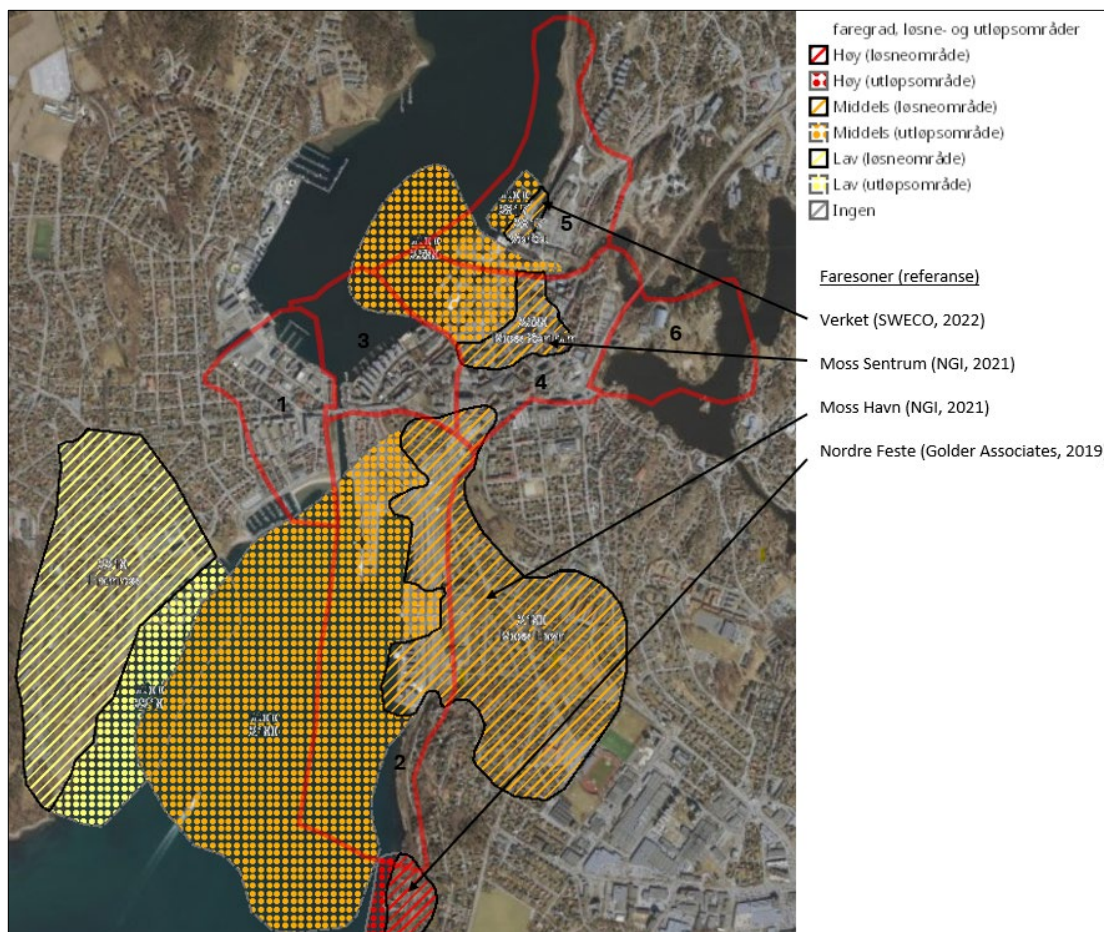 faregrad, løsne- og utløpsområder
Høy (løsneområde)
Høy (utløpsområde)
Middels (løsneområde)
Middels (utløpsområde)
Lav (løsneområde)
Lav (utløpsområde)
Ingen
Faresoner (referanse)
Verket (SWECO, 2022)
Moss Sentrum (NGI, 2021)
Moss Havn (NGI, 2021)
Nordre Feste (Golder Associates, 2019)
5
3
6
4
1
2